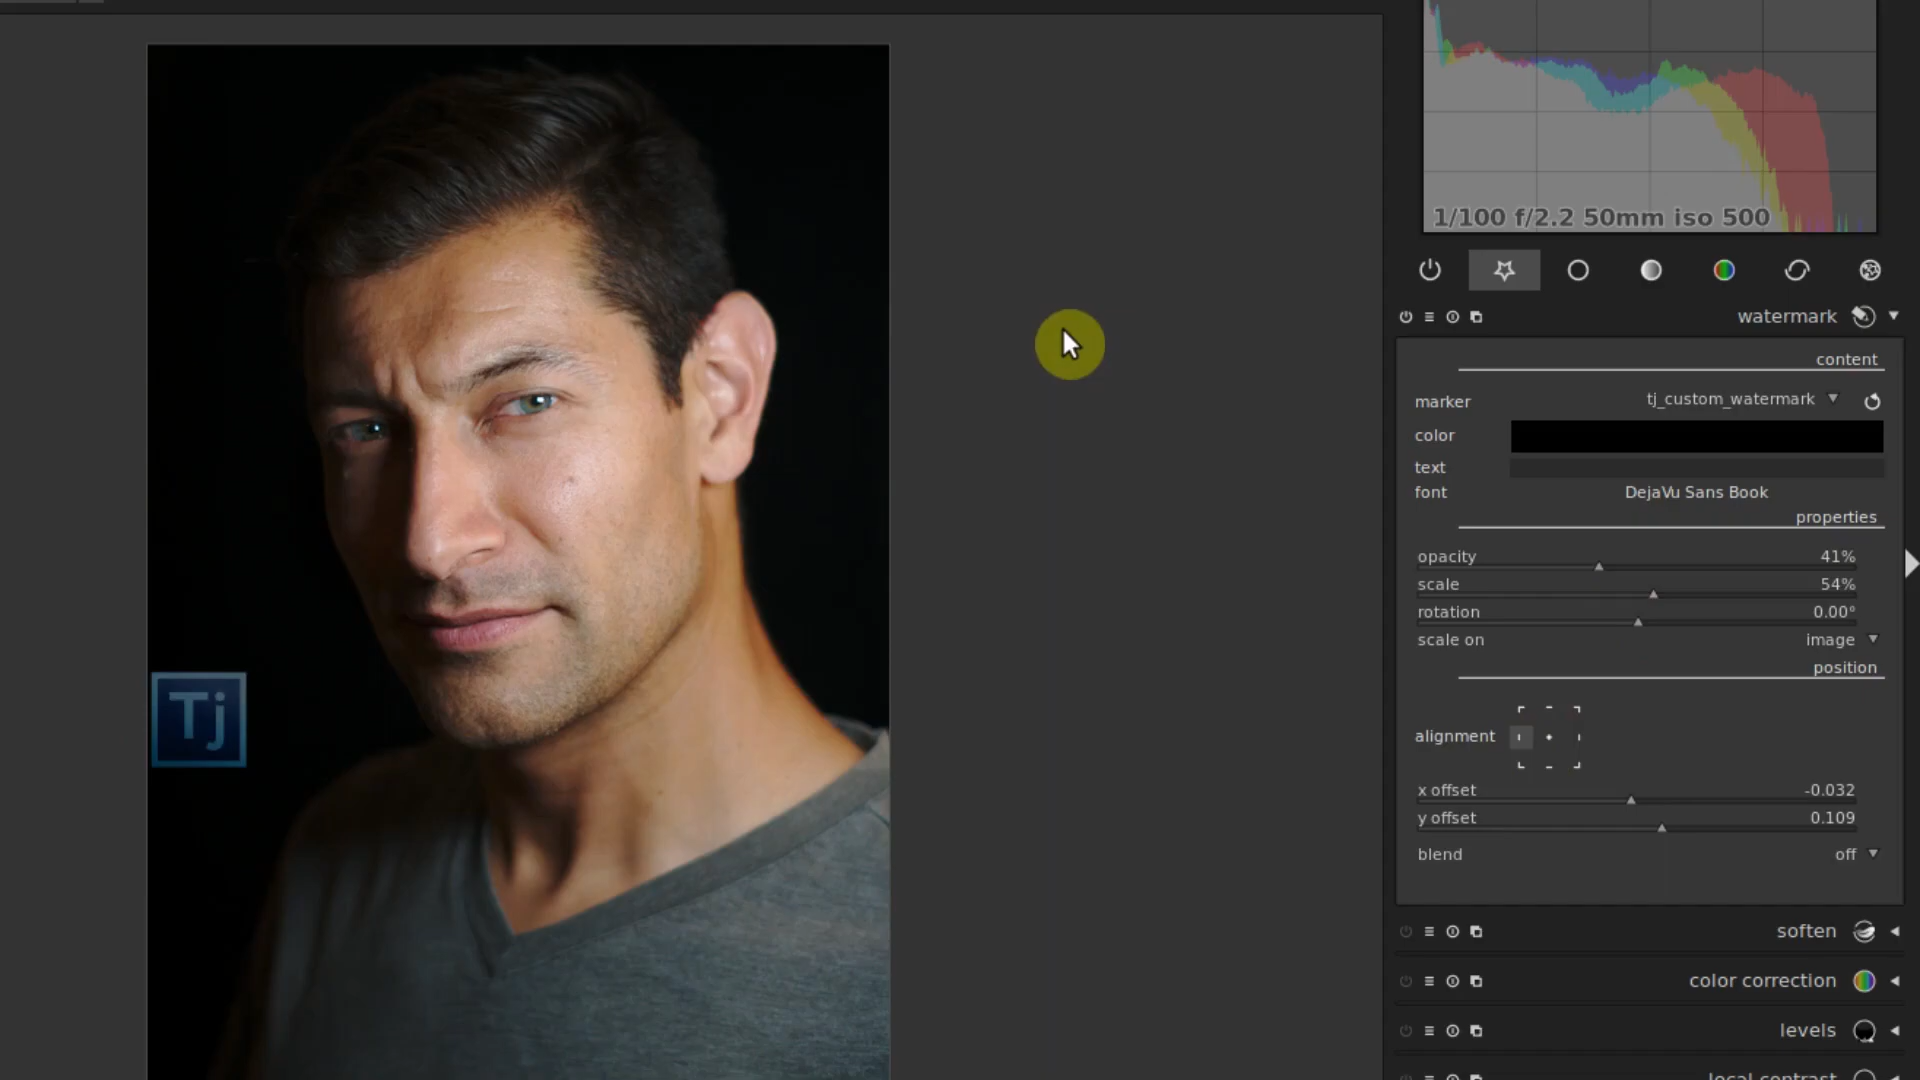 1/100 f/2.2 50mm iso 500
watermark
content
marker tj_custom_watermark
color
text
font DejaVu Sans Book
properties
opacity 41%
scale 54%
rotation 0.00°
scale on image
position
Tj
alignment
x offset -0.032
y offset 0.109
blend off
soften
color correction
levels
local contrast